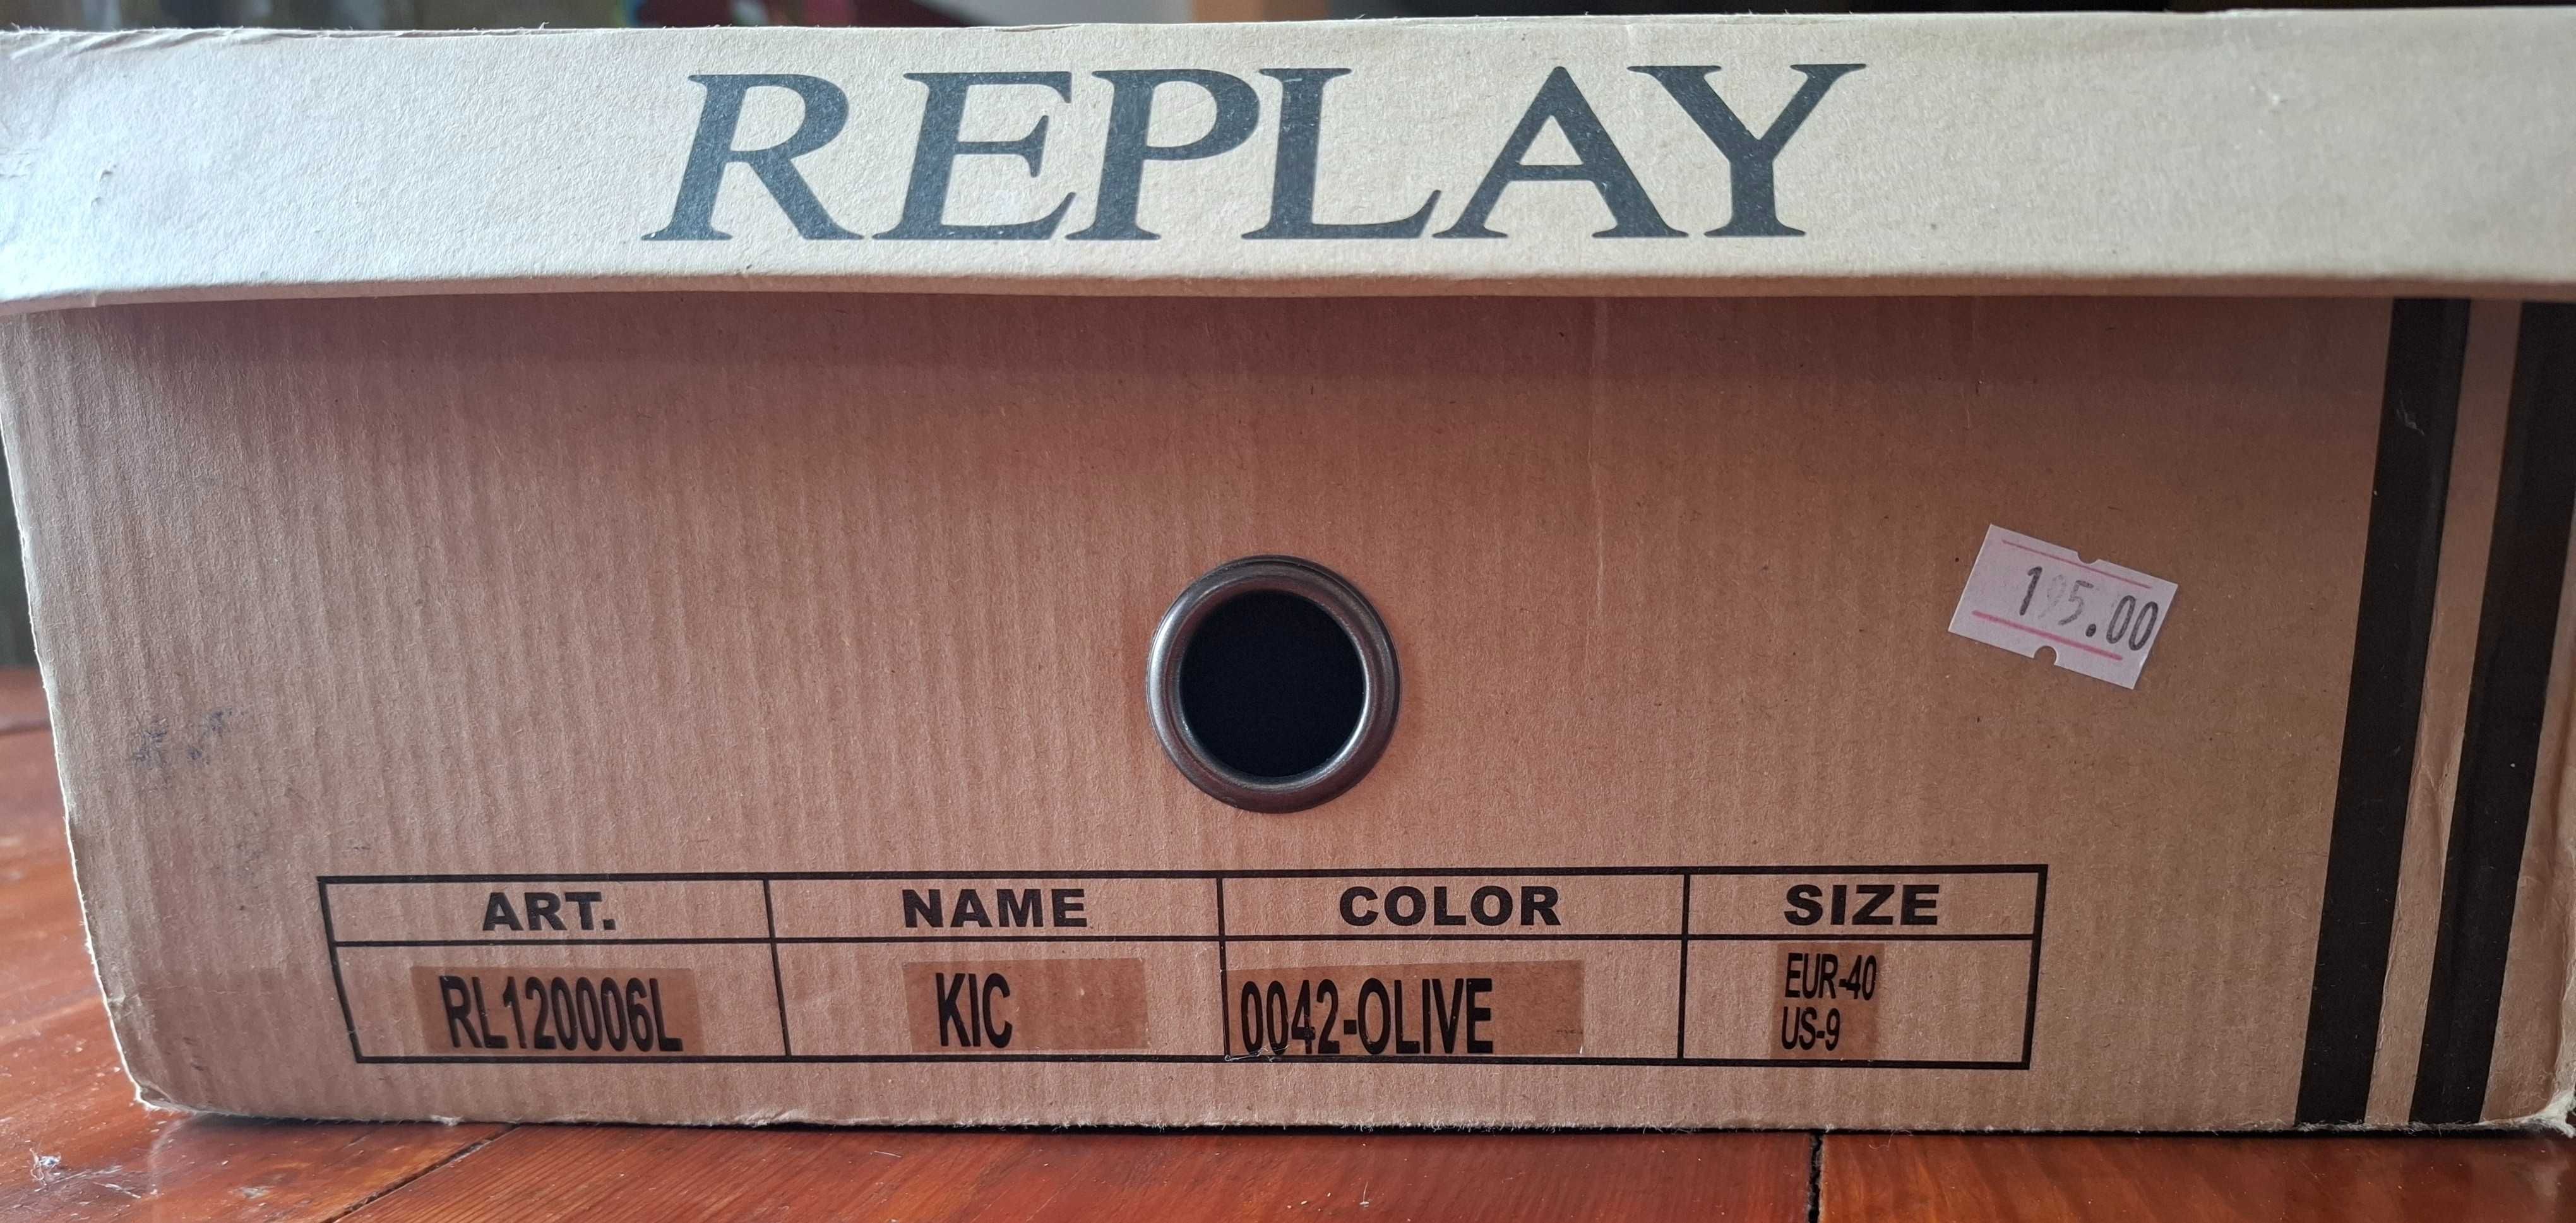 REPLAY
195.00
ART. NAME COLOR SIZE
RL120006L KIC 0042-OLIVE EUR-40
US-9